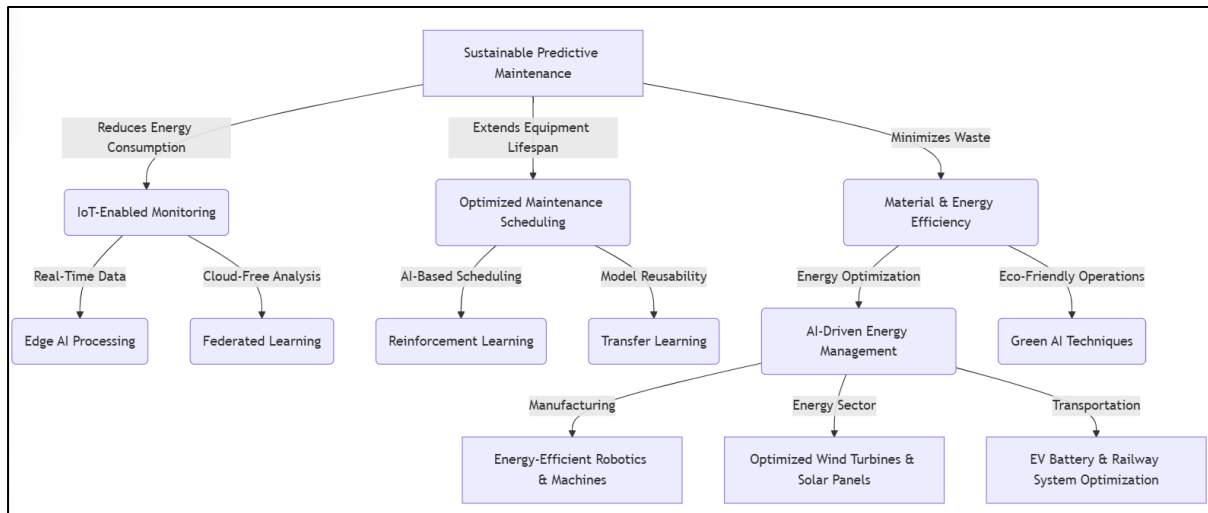 Sustainable Predictive
Maintenance
Reduces Energy
Consumption
Extends Equipment
Lifespan
Minimizes Waste
IoT-Enabled Monitoring
Optimized Maintenance
Scheduling
Material & Energy
Efficiency
Real-Time Data
Cloud-Free Analysis
AI-Based Scheduling
Model Reusability
Energy Optimization
Eco-Friendly Operations
Edge AI Processing
Federated Learning
Reinforcement Learning
Transfer Learning
AI-Driven Energy
Management
Green AI Techniques
Manufacturing
Energy Sector
Transportation
Energy-Efficient Robotics
& Machines
Optimized Wind Turbines &
Solar Panels
EV Battery & Railway
System Optimization